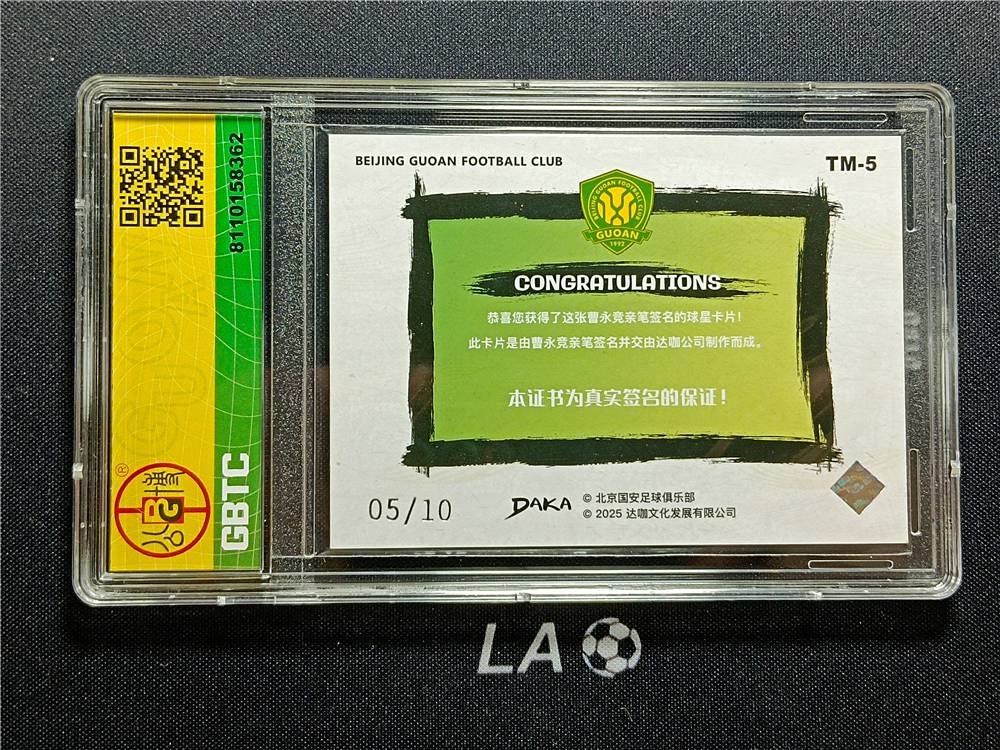 8110158362
GBTC
®
BEIJING GUOAN FOOTBALL CLUB
TM-5
BEIJING GUOAN FOOTBALL CLUB
GUOAN
1992
CONGRATULATIONS
恭喜您获得了这张曹永竞亲笔签名的球星卡片!
此卡片是由曹永竞亲笔签名并交由达咖公司制作而成。
本证书为真实签名的保证!
05/10
DAKA
© 北京国安足球俱乐部
© 2025 达咖文化发展有限公司
LA